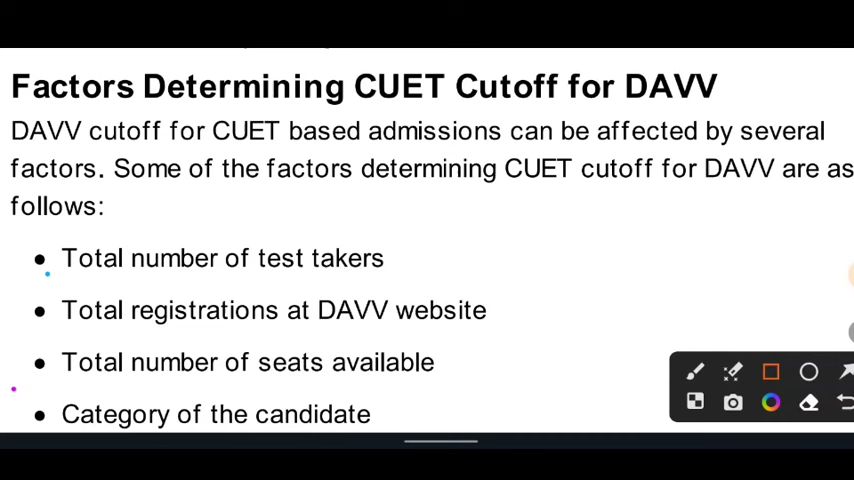 Factors Determining CUET Cutoff for DAVV
DAVV cutoff for CUET based admissions can be affected by several
factors. Some of the factors determining CUET cutoff for DAVV are as
follows:
• Total number of test takers
• Total registrations at DAVV website
• Total number of seats available
• Category of the candidate